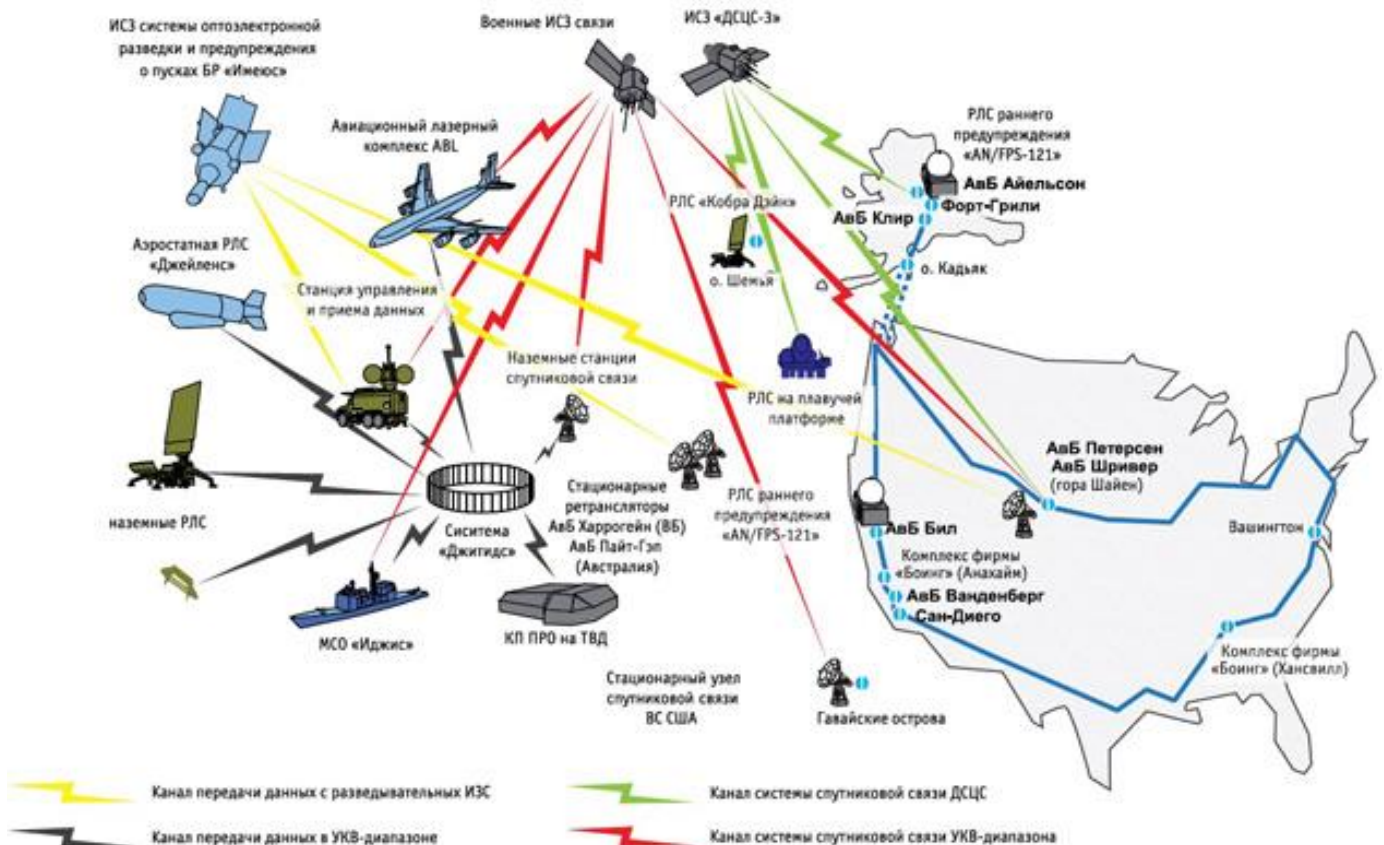 ИСЗ системы оптоэлектронной
разведки и предупреждения
о пусках БР «Имеюс»
Военные ИСЗ связи
ИСЗ «ДСЦС-3»
Авиационный лазерный
комплекс ABL
РЛС раннего
предупреждения
«AN/FPS-121»
АвБ Айельсон
Форт-Грили
АвБ Клир
РЛС «Кобра Дэйн»
о. Шемья
о. Кадьяк
Аэростатная РЛС
«Джейленс»
Станция управления
и приема данных
Наземные станции
спутниковой связи
РЛС на плавучей
платформе
АвБ Петерсен
АвБ Шривер
(гора Шайен)
наземные РЛС
Сиситема
«Джитидс»
Стационарные
ретрансляторы
АвБ Харрогейн (ВБ)
АвБ Пайт-Гэп
(Австралия)
РЛС раннего
предупреждения
«AN/FPS-121»
АвБ Бил
Комплекс фирмы
«Боинг» (Анахайм)
АвБ Ванденберг
Сан-Диего
Вашингтон
Комплекс фирмы
«Боинг» (Хансвилл)
МСО «Иджис»
КП ПРО на ТВД
Стационарный узел
спутниковой связи
ВС США
Гавайские острова
Канал передачи данных с разведывательных ИЗС
Канал системы спутниковой связи ДСЦС
Канал передачи данных в УКВ-диапазоне
Канал системы спутниковой связи УКВ-диапазона